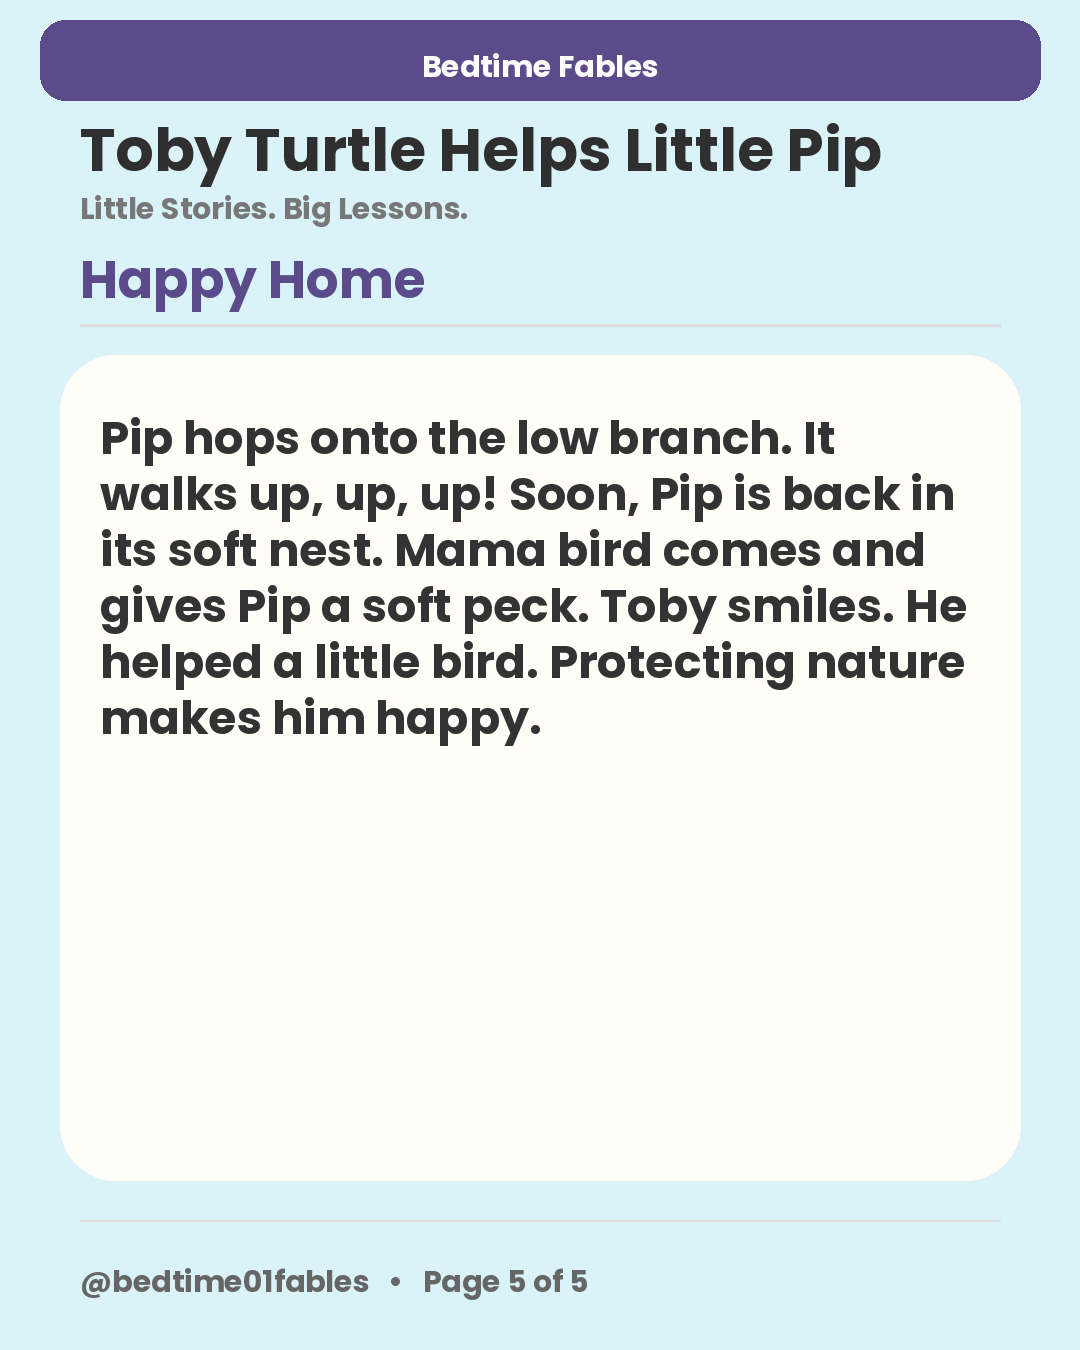 Bedtime Fables
Toby Turtle Helps Little Pip
Little Stories. Big Lessons.
Happy Home
Pip hops onto the low branch. It
walks up, up, up! Soon, Pip is back in
its soft nest. Mama bird comes and
gives Pip a soft peck. Toby smiles. He
helped a little bird. Protecting nature
makes him happy.
@bedtime01fables • Page 5 of 5